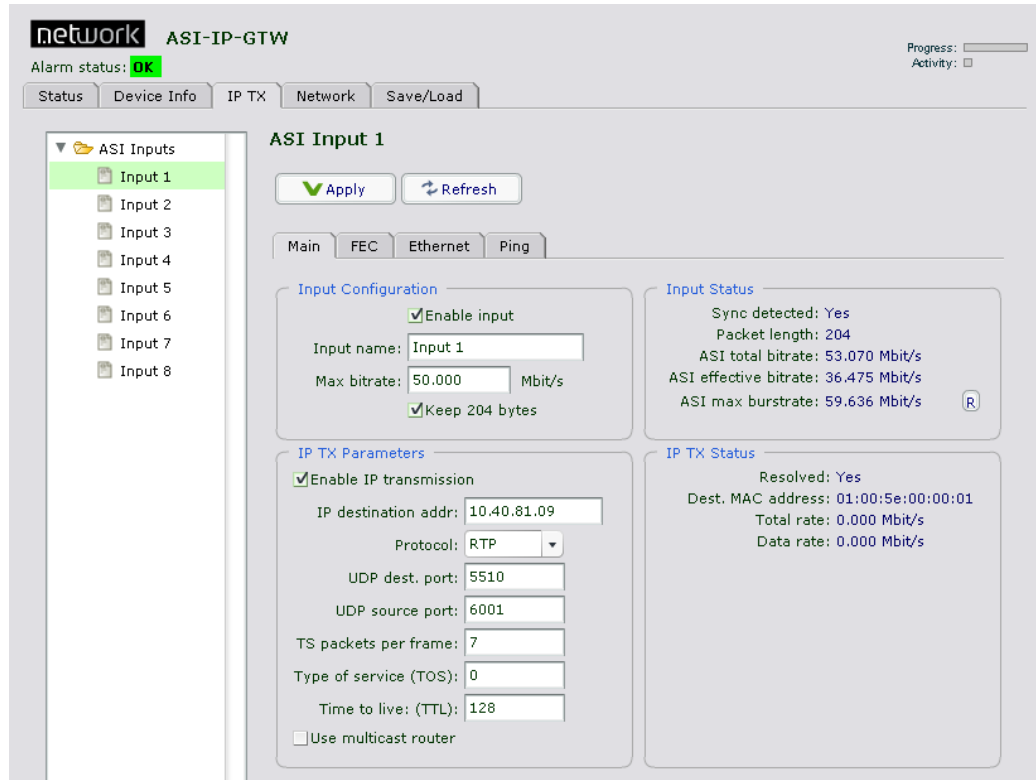 network ASI-IP-GTW
Progress:
Alarm status: OK
Activity:
Status Device Info IP TX Network Save/Load
ASI Inputs
Input 1
Input 2
Input 3
Input 4
Input 5
Input 6
Input 7
Input 8
ASI Input 1
Apply Refresh
Main FEC Ethernet Ping
Input Configuration
Enable input
Input name: Input 1
Max bitrate: 50.000 Mbit/s
Keep 204 bytes
Input Status
Sync detected: Yes
Packet length: 204
ASI total bitrate: 53.070 Mbit/s
ASI effective bitrate: 36.475 Mbit/s
ASI max burstrate: 59.636 Mbit/s R
IP TX Parameters
Enable IP transmission
IP destination addr: 10.40.81.09
Protocol: RTP
UDP dest. port: 5510
UDP source port: 6001
TS packets per frame: 7
Type of service (TOS): 0
Time to live: (TTL): 128
Use multicast router
IP TX Status
Resolved: Yes
Dest. MAC address: 01:00:5e:00:00:01
Total rate: 0.000 Mbit/s
Data rate: 0.000 Mbit/s